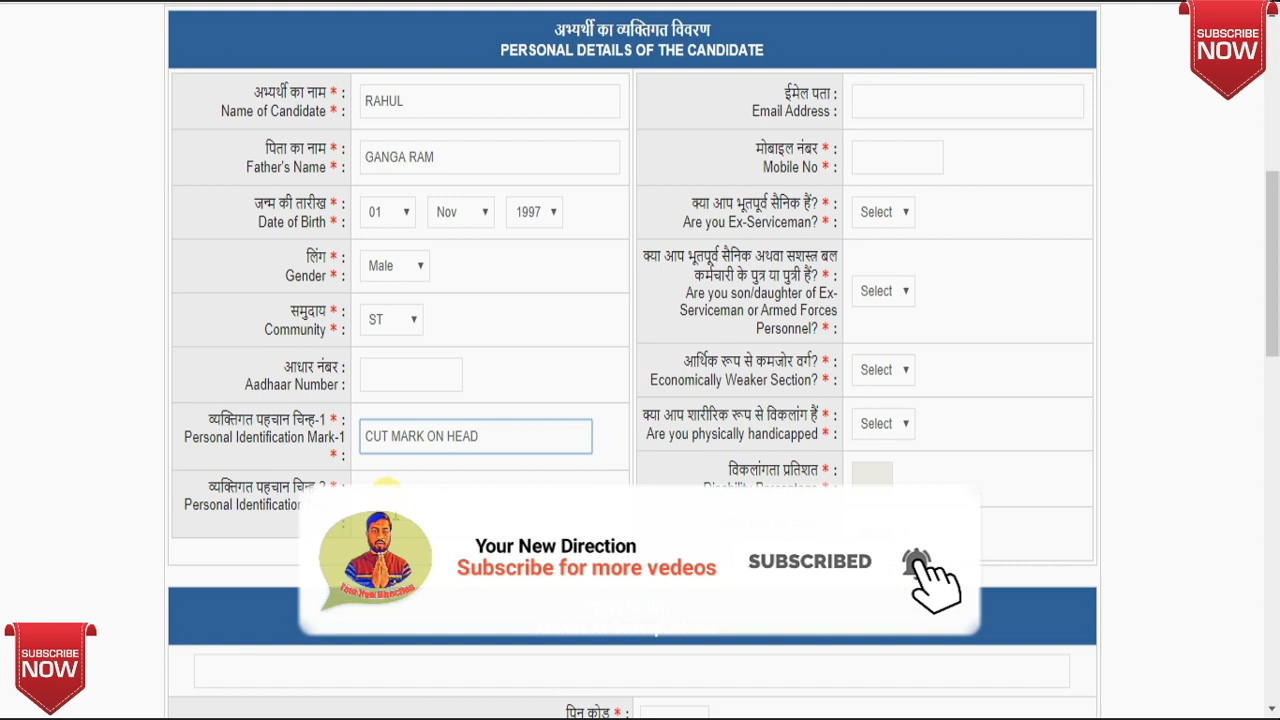 SUBSCRIBE
NOW
अभ्यर्थी का व्यक्तिगत विवरण
PERSONAL DETAILS OF THE CANDIDATE
अभ्यर्थी का नाम * :
Name of Candidate * :
RAHUL
पिता का नाम * :
Father's Name * :
GANGA RAM
जन्म की तारीख * :
Date of Birth * :
01
Nov
1997
लिंग * :
Gender * :
Male
समुदाय * :
Community * :
ST
आधार नंबर :
Aadhaar Number :
व्यक्तिगत पहचान चिन्ह-1 * :
Personal Identification Mark-1
* :
CUT MARK ON HEAD
व्यक्तिगत पहचान
Personal Identification
ईमेल पता :
Email Address :
मोबाइल नंबर * :
Mobile No * :
क्या आप भूतपूर्व सैनिक हैं? * :
Are you Ex-Serviceman? * :
Select
क्या आप भूतपूर्व सैनिक अथवा सशस्त्र बल
कर्मचारी के पुत्र या पुत्री हैं? * :
Are you son/daughter of Ex-
Serviceman or Armed Forces
Personnel? * :
Select
आर्थिक रूप से कमजोर वर्ग? * :
Economically Weaker Section? * :
Select
क्या आप शारीरिक रूप से विकलांग हैं * :
Are you physically handicapped * :
Select
विकलांगता प्रतिशत * :
Your New Direction
Your New Direction
Subscribe for more vedeos
SUBSCRIBED
SUBSCRIBE
NOW
पिन कोड * :